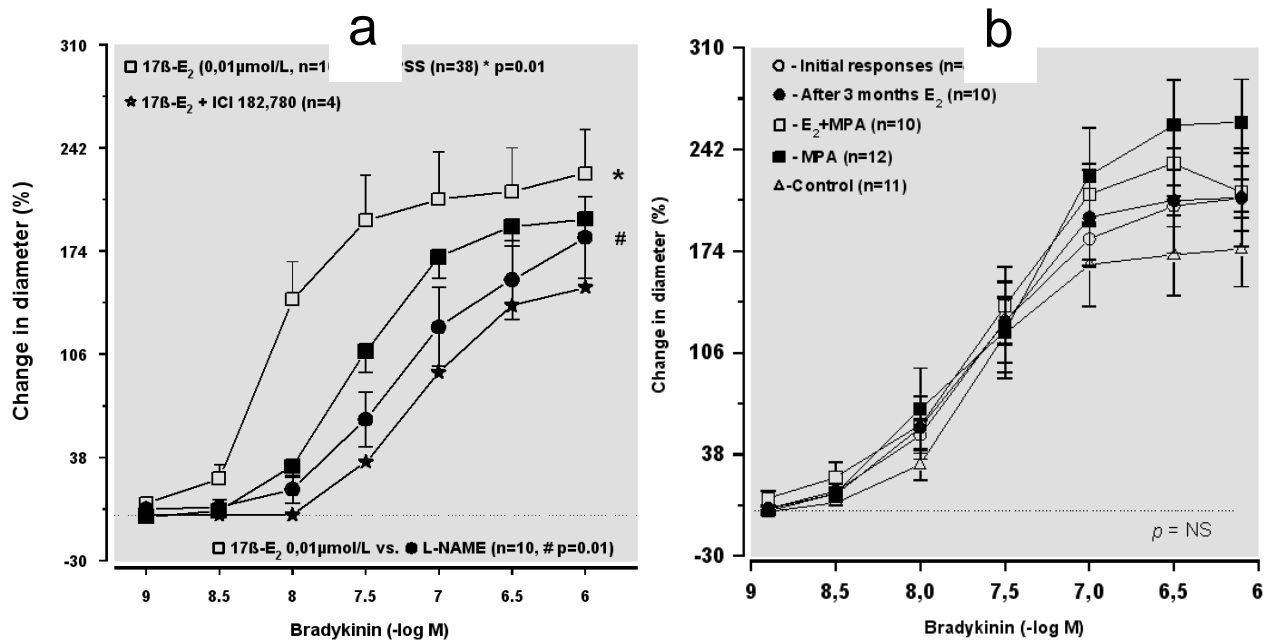 a
310
242
174
106
38
-30
Change in diameter (%)
17ß-E2 (0,01µmol/L, n=1 PSS (n=38) * p=0.01
17ß-E2 + ICI 182,780 (n=4)
*
#
17ß-E2 0,01µmol/L vs. L-NAME (n=10, # p=0.01)
9 8.5 8 7.5 7 6.5 6
Bradykinin (-log M)
b
310
242
174
106
38
-30
Change in diameter (%)
- Initial responses (n=
- After 3 months E2 (n=10)
- E2+MPA (n=10)
- MPA (n=12)
-Control (n=11)
p = NS
9 8,5 8,0 7,5 7,0 6,5 6
Bradykinin (-log M)